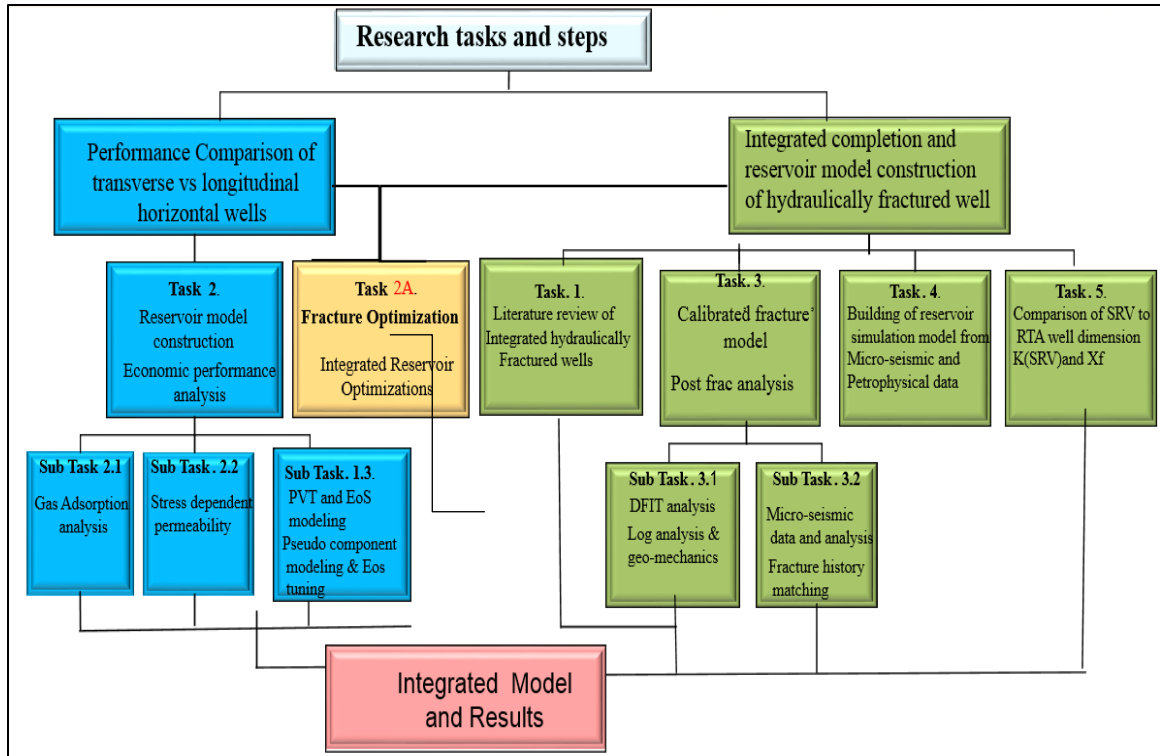 Research tasks and steps
Performance Comparison of
transverse vs longitudinal
horizontal wells
Integrated completion and
reservoir model construction
of hydraulically fractured well
Task 2.
Reservoir model
construction
Economic performance
analysis
Task 2A.
Fracture Optimization
Integrated Reservoir
Optimizations
Task. 1.
Literature review of
Integrated hydraulically
Fractured wells
Task. 3.
Calibrated fracture’
model
Post frac analysis
Task. 4.
Building of reservoir
simulation model from
Micro-seismic and
Petrophysical data
Task. 5.
Comparison of SRV to
RTA well dimension
K(SRV)and Xf
Sub Task 2.1
Gas Adsorption
analysis
Sub Task. 2.2
Stress dependent
permeability
Sub Task. 1.3.
PVT and EoS
modeling
Pseudo component
modeling & Eos
tuning
Sub Task. 3.1
DFIT analysis
Log analysis &
geo-mechanics
Sub Task. 3.2
Micro-seismic
data and analysis
Fracture history
matching
Integrated Model
and Results